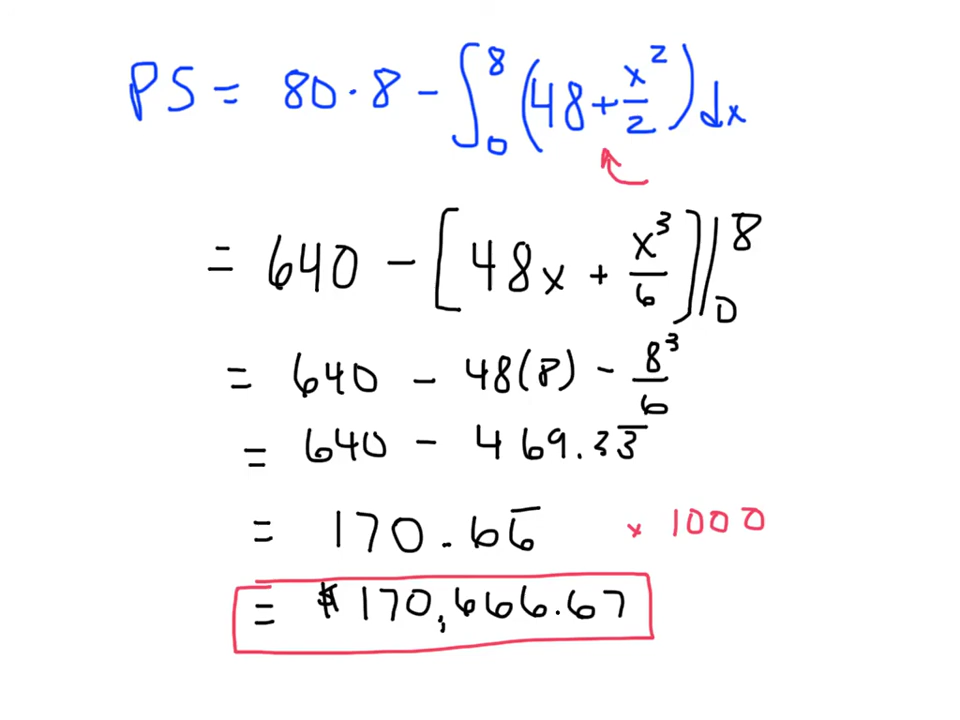 PS = 80 · 8 − ∫₀⁸ (48 + x²/2) dx
= 640 − [48x + x³/6]|₀⁸
= 640 − 48(8) − 8³/6
= 640 − 469.33̅
= 170.66̅ × 1000
= $170,666.67